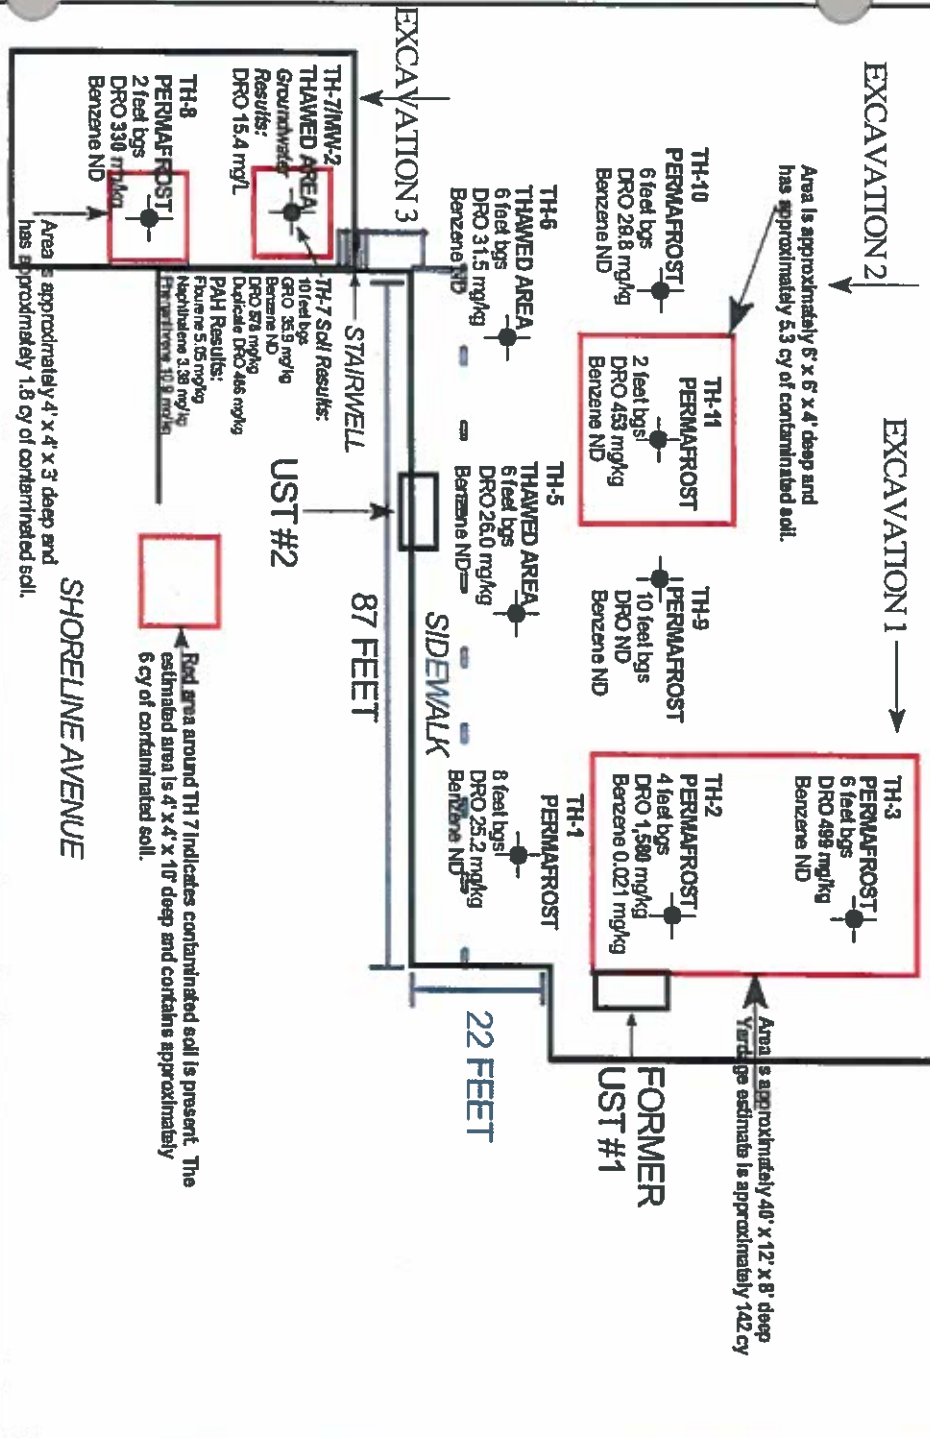 EXCAVATION 1
EXCAVATION 2
EXCAVATION 3
Area is approximately 6' x 6' x 4' deep and
has approximately 5.3 cy of contaminated soil.
TH-3
PERMAFROST
6 feet bgs
DRO 499 mg/kg
Benzene ND
TH-2
PERMAFROST
4 feet bgs
DRO 1,580 mg/kg
Benzene 0.021 mg/kg
Area is approximately 40' x 12' x 8' deep
Yardage estimate is approximately 142 cy
FORMER
UST #1
TH-11
PERMAFROST
2 feet bgs
DRO 453 mg/kg
Benzene ND
TH-9
PERMAFROST
10 feet bgs
DRO ND
Benzene ND
TH-10
PERMAFROST
6 feet bgs
DRO 29.8 mg/kg
Benzene ND
TH-6
THAWED AREA
6 feet bgs
DRO 31.5 mg/kg
Benzene ND
TH-5
THAWED AREA
6 feet bgs
DRO 26.0 mg/kg
Benzene ND
TH-1
PERMAFROST
8 feet bgs
DRO 25.2 mg/kg
Benzene ND
22 FEET
SIDEWALK
87 FEET
STAIRWELL
UST #2
TH-7/MW-2
THAWED AREA
Groundwater
Results:
DRO 15.4 mg/L
TH-7 Soil Results:
10 feet bgs
GRO 35.9 mg/kg
Benzene ND
DRO 578 mg/kg
Duplicate DRO 486 mg/kg
PAH Results:
Flourene 5.05 mg/kg
Naphthalene 3.38 mg/kg
Phenanthrene 10.9 mg/kg
TH-8
PERMAFROST
2 feet bgs
DRO 330 mg/kg
Benzene ND
Area is approximately 4' x 4' x 3' deep and
has approximately 1.8 cy of contaminated soil.
Red area around TH 7 indicates contaminated soil is present. The
estimated area is 4' x 4' x 10' deep and contains approximately
6 cy of contaminated soil.
SHORELINE AVENUE